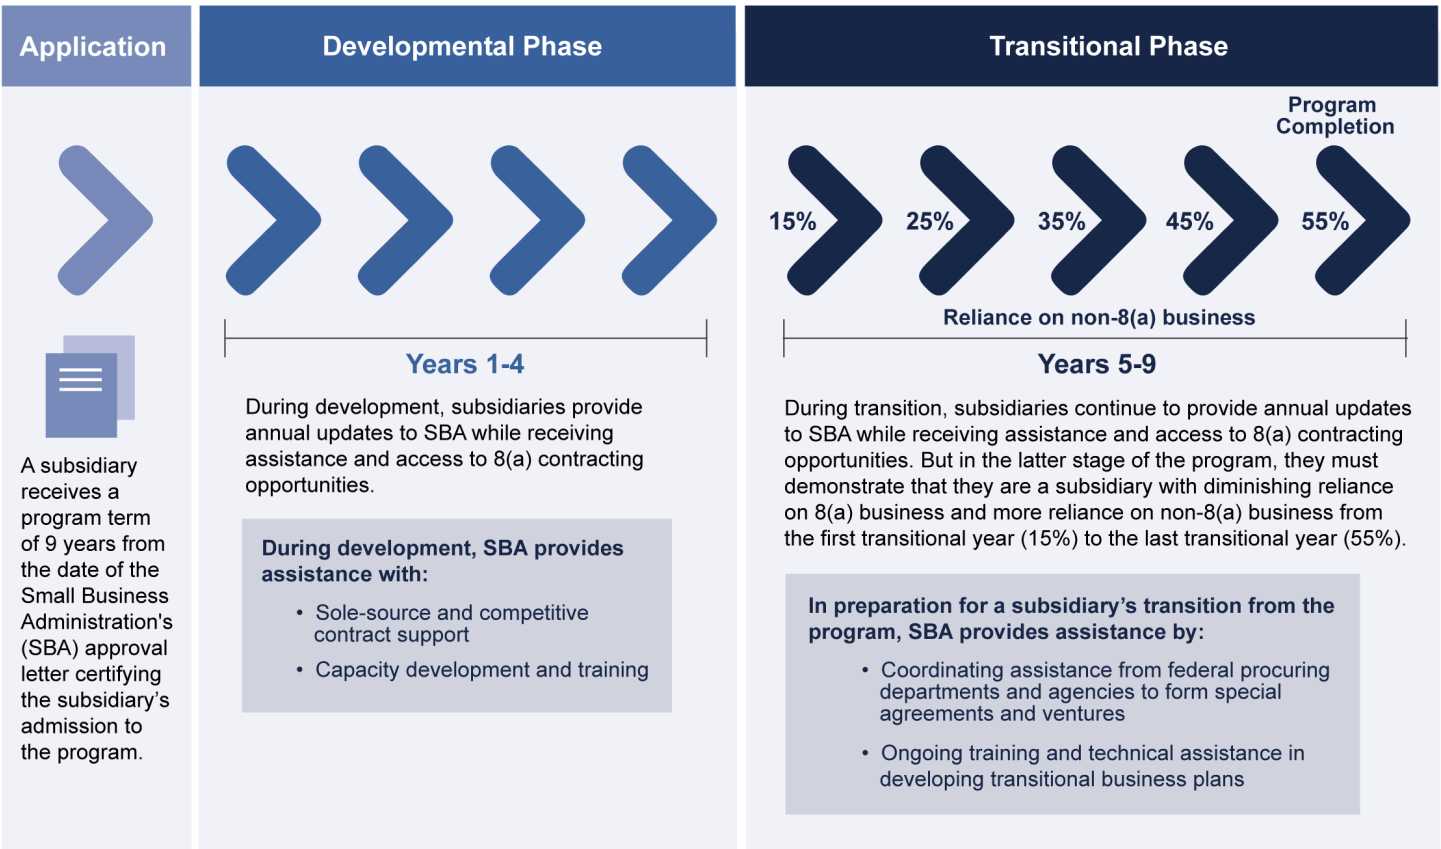 Application
A subsidiary
receives a
program term
of 9 years from
the date of the
Small Business
Administration's
(SBA) approval
letter certifying
the subsidiary’s
admission to
the program.
Developmental Phase
Years 1-4
During development, subsidiaries provide
annual updates to SBA while receiving
assistance and access to 8(a) contracting
opportunities.
During development, SBA provides
assistance with:
• Sole-source and competitive
contract support
• Capacity development and training
Transitional Phase
Program
Completion
15% 25% 35% 45% 55%
Reliance on non-8(a) business
Years 5-9
During transition, subsidiaries continue to provide annual updates
to SBA while receiving assistance and access to 8(a) contracting
opportunities. But in the latter stage of the program, they must
demonstrate that they are a subsidiary with diminishing reliance
on 8(a) business and more reliance on non-8(a) business from
the first transitional year (15%) to the last transitional year (55%).
In preparation for a subsidiary’s transition from the
program, SBA provides assistance by:
• Coordinating assistance from federal procuring
departments and agencies to form special
agreements and ventures
• Ongoing training and technical assistance in
developing transitional business plans